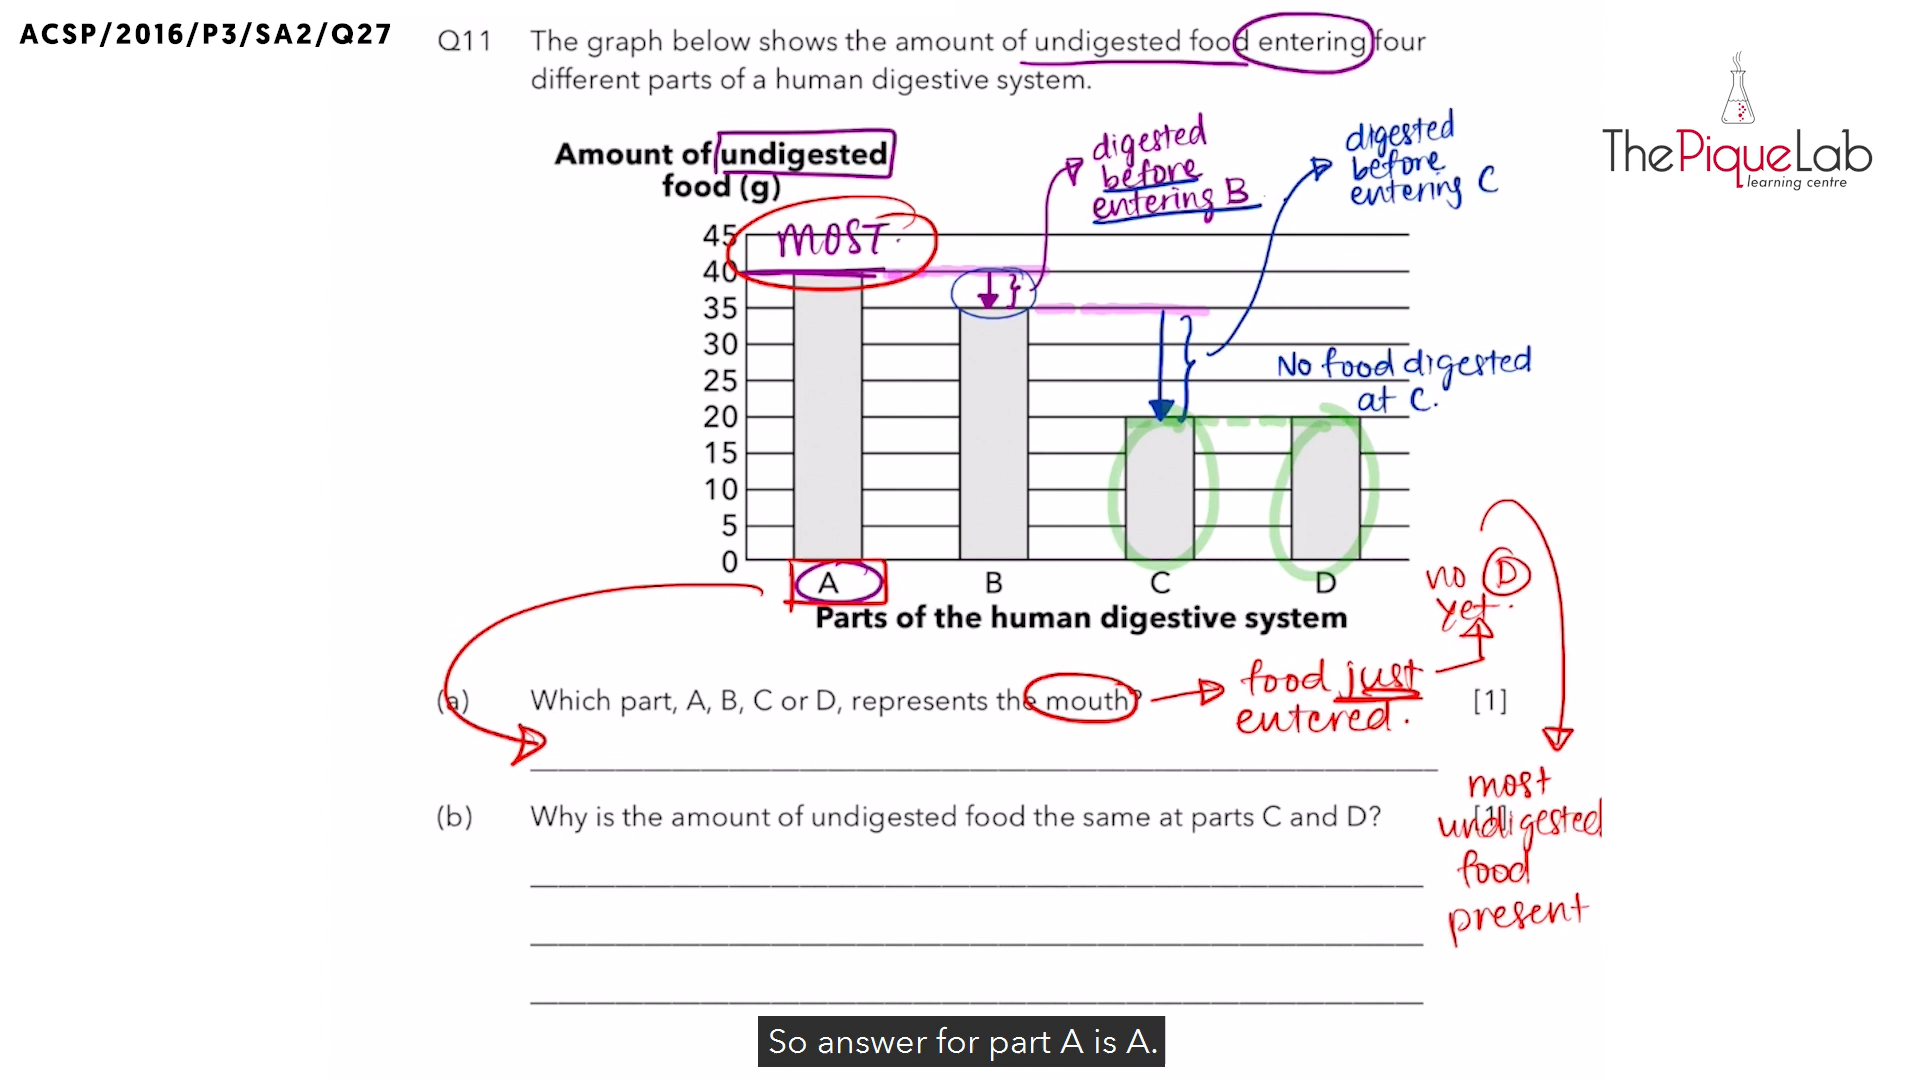 ACSP/2016/P3/SA2/Q27
Q11 The graph below shows the amount of undigested food entering four
different parts of a human digestive system.
ThePiqueLab
learning centre
Amount of undigested
food (g)
digested
before
entering B
digested
before
entering C
MOST.
45
40
35
30
25
20
15
10
5
0
No food digested
at C.
A B C D
Parts of the human digestive system
no D
yet.
(a) Which part, A, B, C or D, represents the mouth? [1]
food just
entered.
most
undigested
food
present
(b) Why is the amount of undigested food the same at parts C and D? [1]
So answer for part A is A.